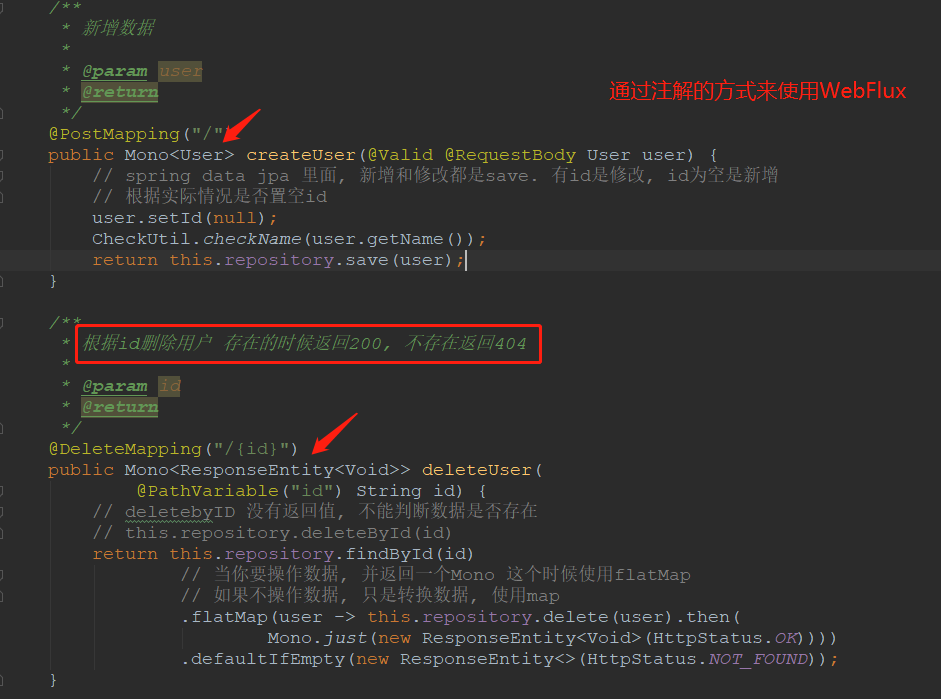 /**
* 新增数据
*
* @param user
* @return
*/
通过注解的方式来使用WebFlux
@PostMapping("/"
public Mono<User> createUser(@Valid @RequestBody User user) {
// spring data jpa 里面, 新增和修改都是save. 有id是修改, id为空是新增
// 根据实际情况是否置空id
user.setId(null);
CheckUtil.checkName(user.getName());
return this.repository.save(user);
}
/**
* 根据id删除用户 存在的时候返回200, 不存在返回404
*
* @param id
* @return
*/
@DeleteMapping("/{id}")
public Mono<ResponseEntity<Void>> deleteUser(
@PathVariable("id") String id) {
// deletebyID 没有返回值, 不能判断数据是否存在
// this.repository.deleteById(id)
return this.repository.findById(id)
// 当你要操作数据, 并返回一个Mono 这个时候使用flatMap
// 如果不操作数据, 只是转换数据, 使用map
.flatMap(user -> this.repository.delete(user).then(
Mono.just(new ResponseEntity<Void>(HttpStatus.OK))))
.defaultIfEmpty(new ResponseEntity<>(HttpStatus.NOT_FOUND));
}